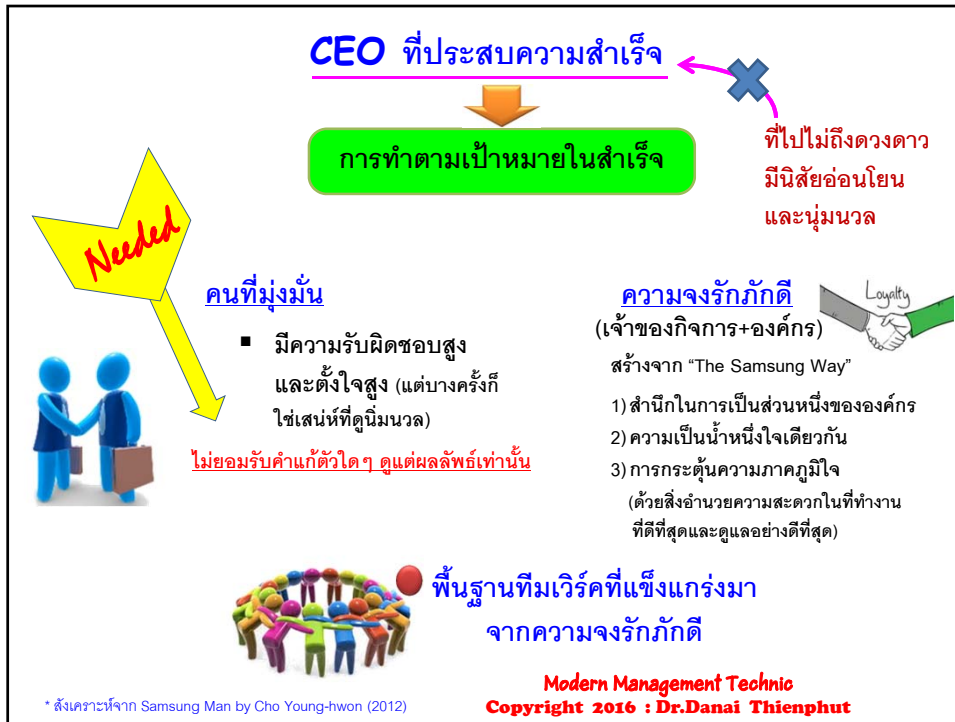 CEO ที่ประสบความสำเร็จ
การทำตามเป้าหมายในสำเร็จ
ที่ไปไม่ถึงดวงดาว
มีนิสัยอ่อนโยน
และนุ่มนวล
Needed
คนที่มุ่งมั่น
▪ มีความรับผิดชอบสูง
และตั้งใจสูง (แต่บางครั้งก็
ใช่เสน่ห์ที่ดูนิ่มนวล)
ไม่ยอมรับคำแก้ตัวใด ๆ ดูแต่ผลลัพธ์เท่านั้น
ความจงรักภักดี
Loyalty
(เจ้าของกิจการ+องค์กร)
สร้างจาก “The Samsung Way”
1) สำนึกในการเป็นส่วนหนึ่งขององค์กร
2) ความเป็นน้ำหนึ่งใจเดียวกัน
3) การกระตุ้นความภาคภูมิใจ
(ด้วยสิ่งอำนวยความสะดวกในที่ทำงาน
ที่ดีที่สุดและดูแลอย่างดีที่สุด)
พื้นฐานทีมเวิร์คที่แข็งแกร่งมา
จากความจงรักภักดี
* สังเคราะห์จาก Samsung Man by Cho Young-hwon (2012)
Modern Management Technic
Copyright 2016 : Dr.Danai Thienphut